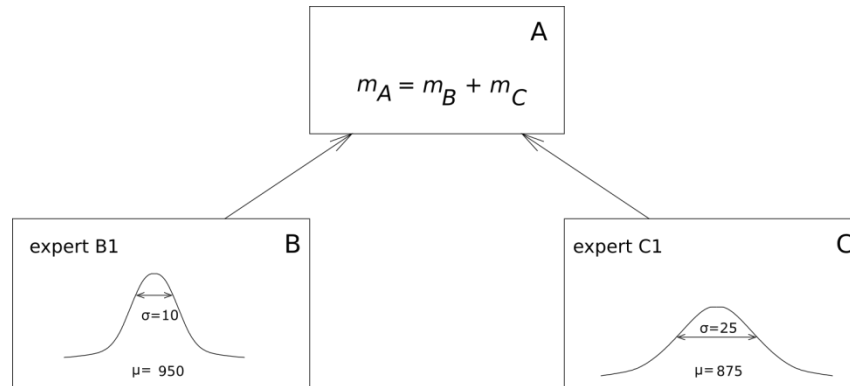 A
m_A = m_B + m_C
expert B1
B
σ=10
μ= 950
expert C1
C
σ=25
μ=875